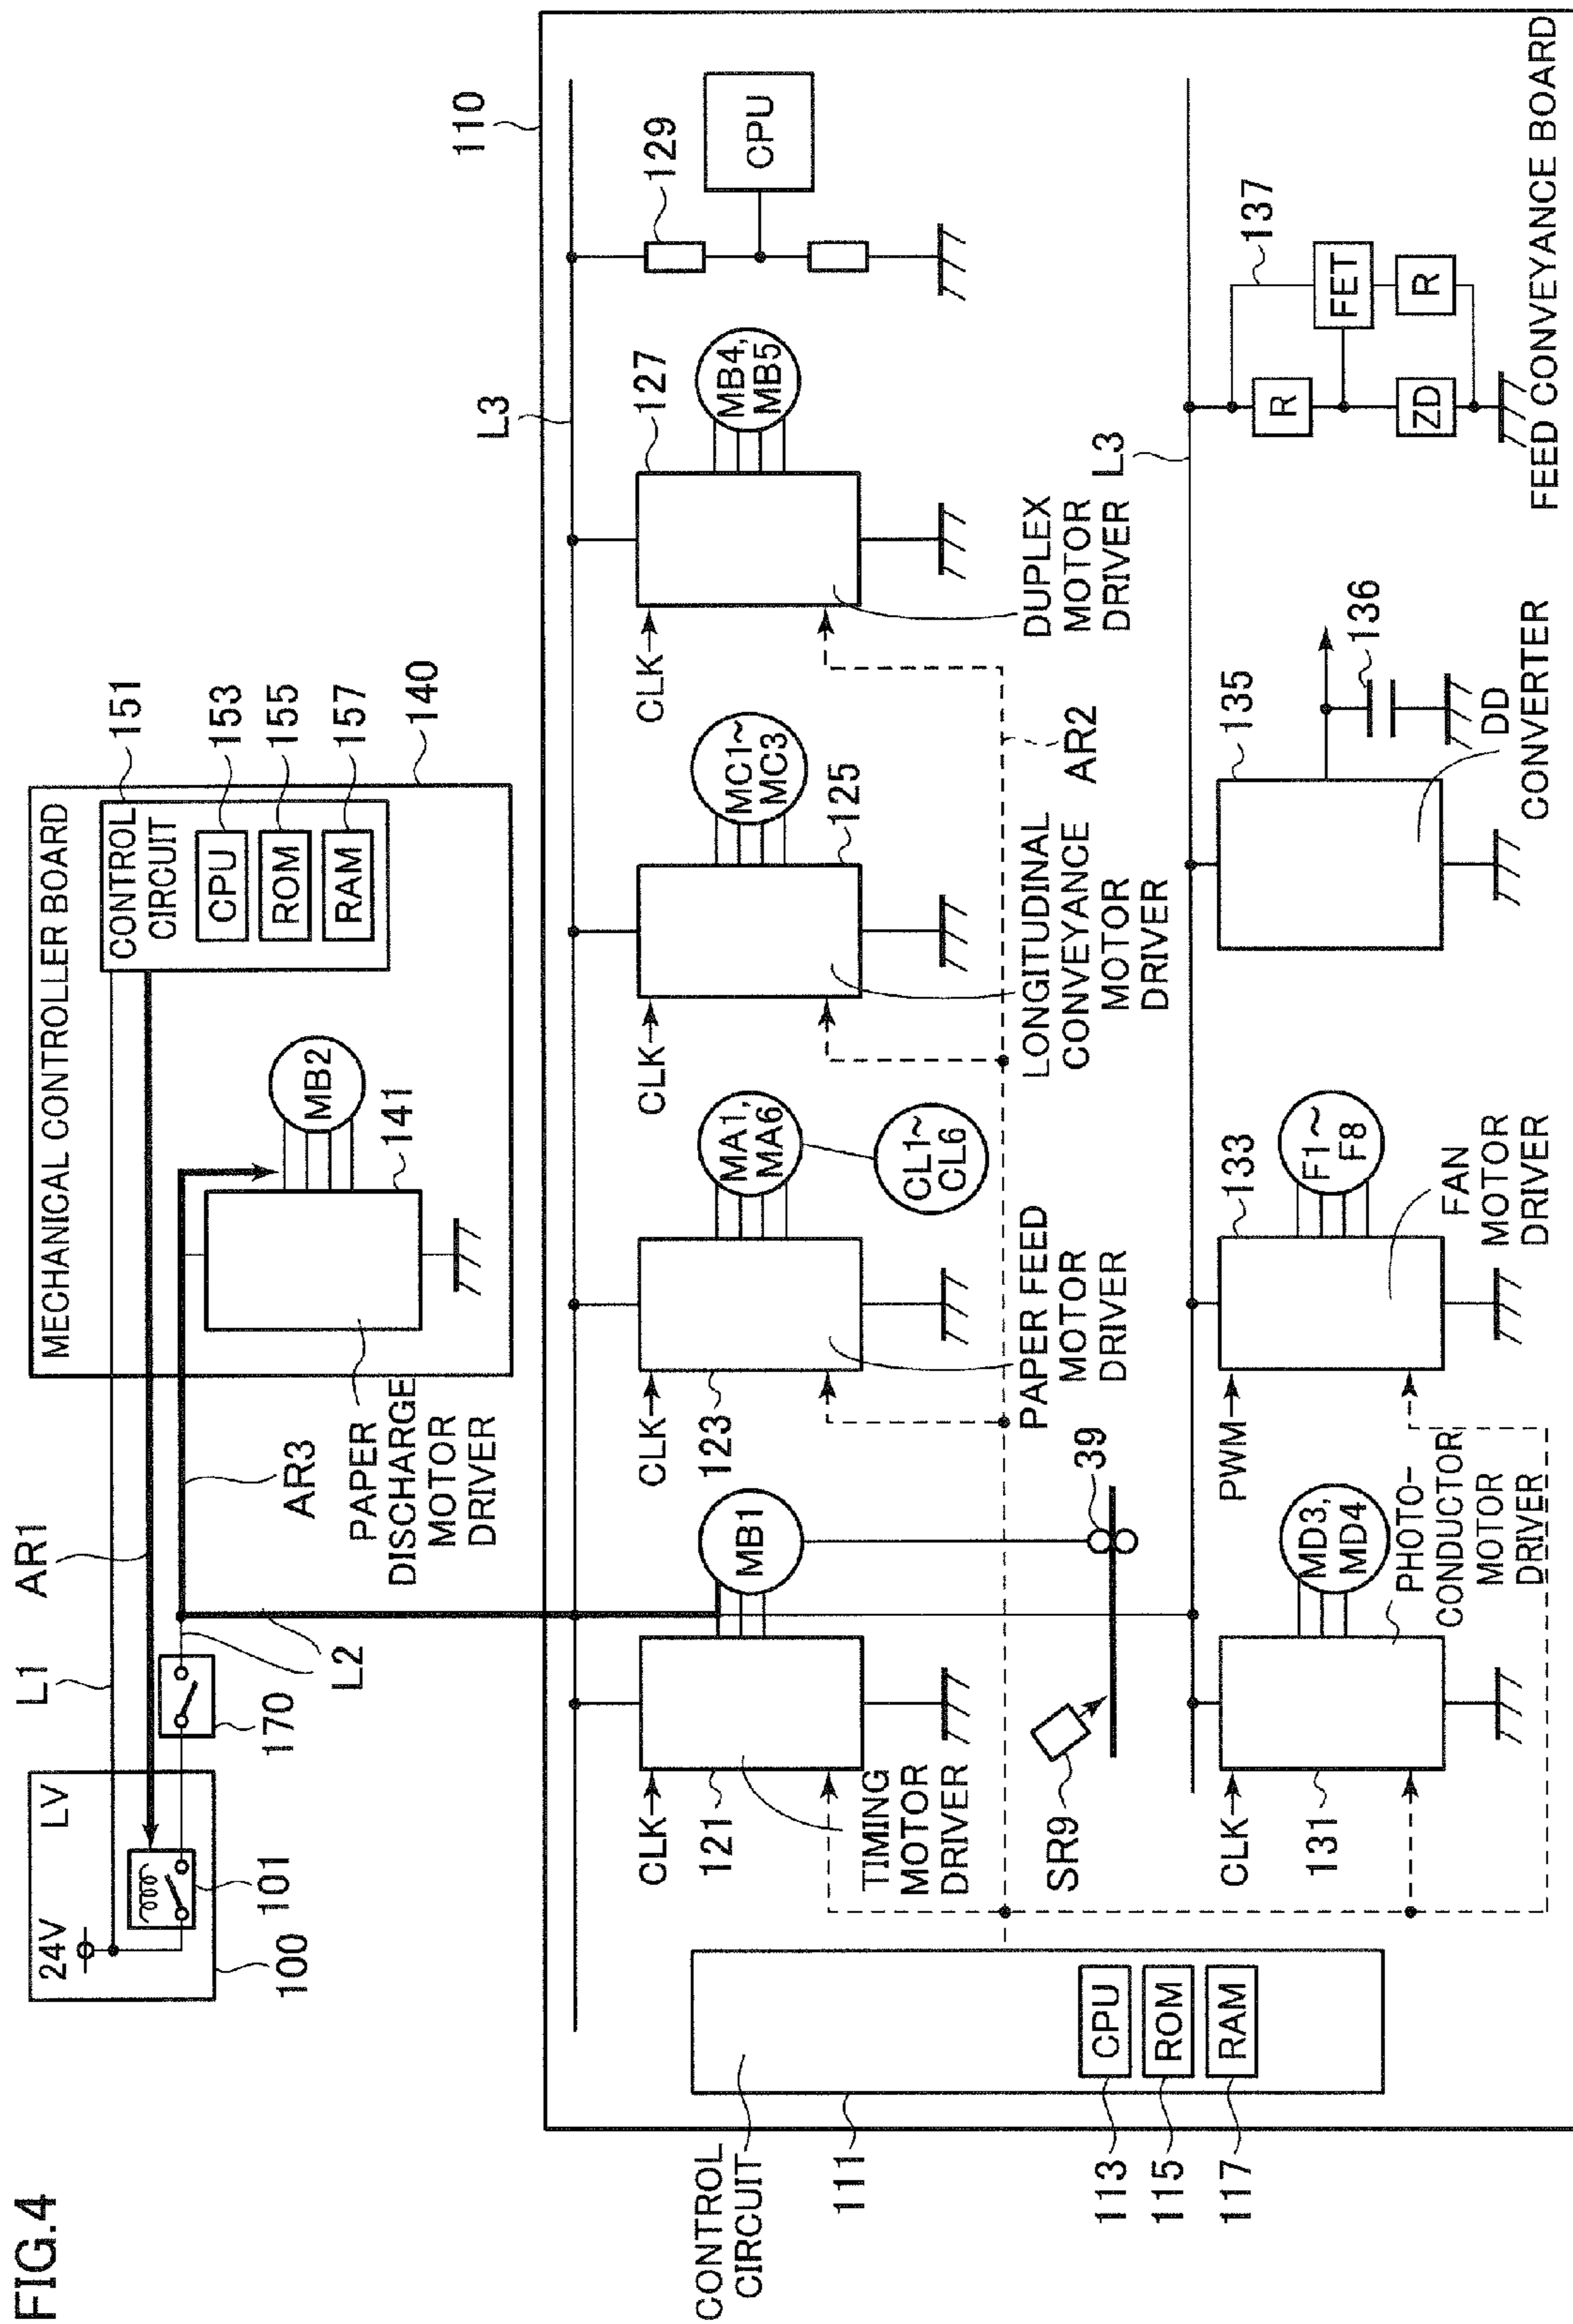 FIG.4
24V
LV
100
101
170
L1
AR1
L2
AR3
MECHANICAL CONTROLLER BOARD
PAPER
DISCHARGE
MOTOR
DRIVER
141
MB2
CONTROL
CIRCUIT
CPU
ROM
RAM
151
153
155
157
140
110
CONTROL
CIRCUIT
111
CPU
ROM
RAM
113
115
117
L3
CLK
121
TIMING
MOTOR
DRIVER
MB1
CLK
123
PAPER FEED
MOTOR
DRIVER
MA1,
MA6
CL1~
CL6
CLK
125
LONGITUDINAL
CONVEYANCE
MOTOR
DRIVER
MC1~
MC3
CLK
127
DUPLEX
MOTOR
DRIVER
MB4,
MB5
129
CPU
AR2
SR9
39
L3
CLK
131
PHOTO-
CONDUCTOR
MOTOR
DRIVER
MD3,
MD4
PWM
133
FAN
MOTOR
DRIVER
F1~
F8
135
136
DD
CONVERTER
137
R
ZD
FET
R
FEED CONVEYANCE BOARD